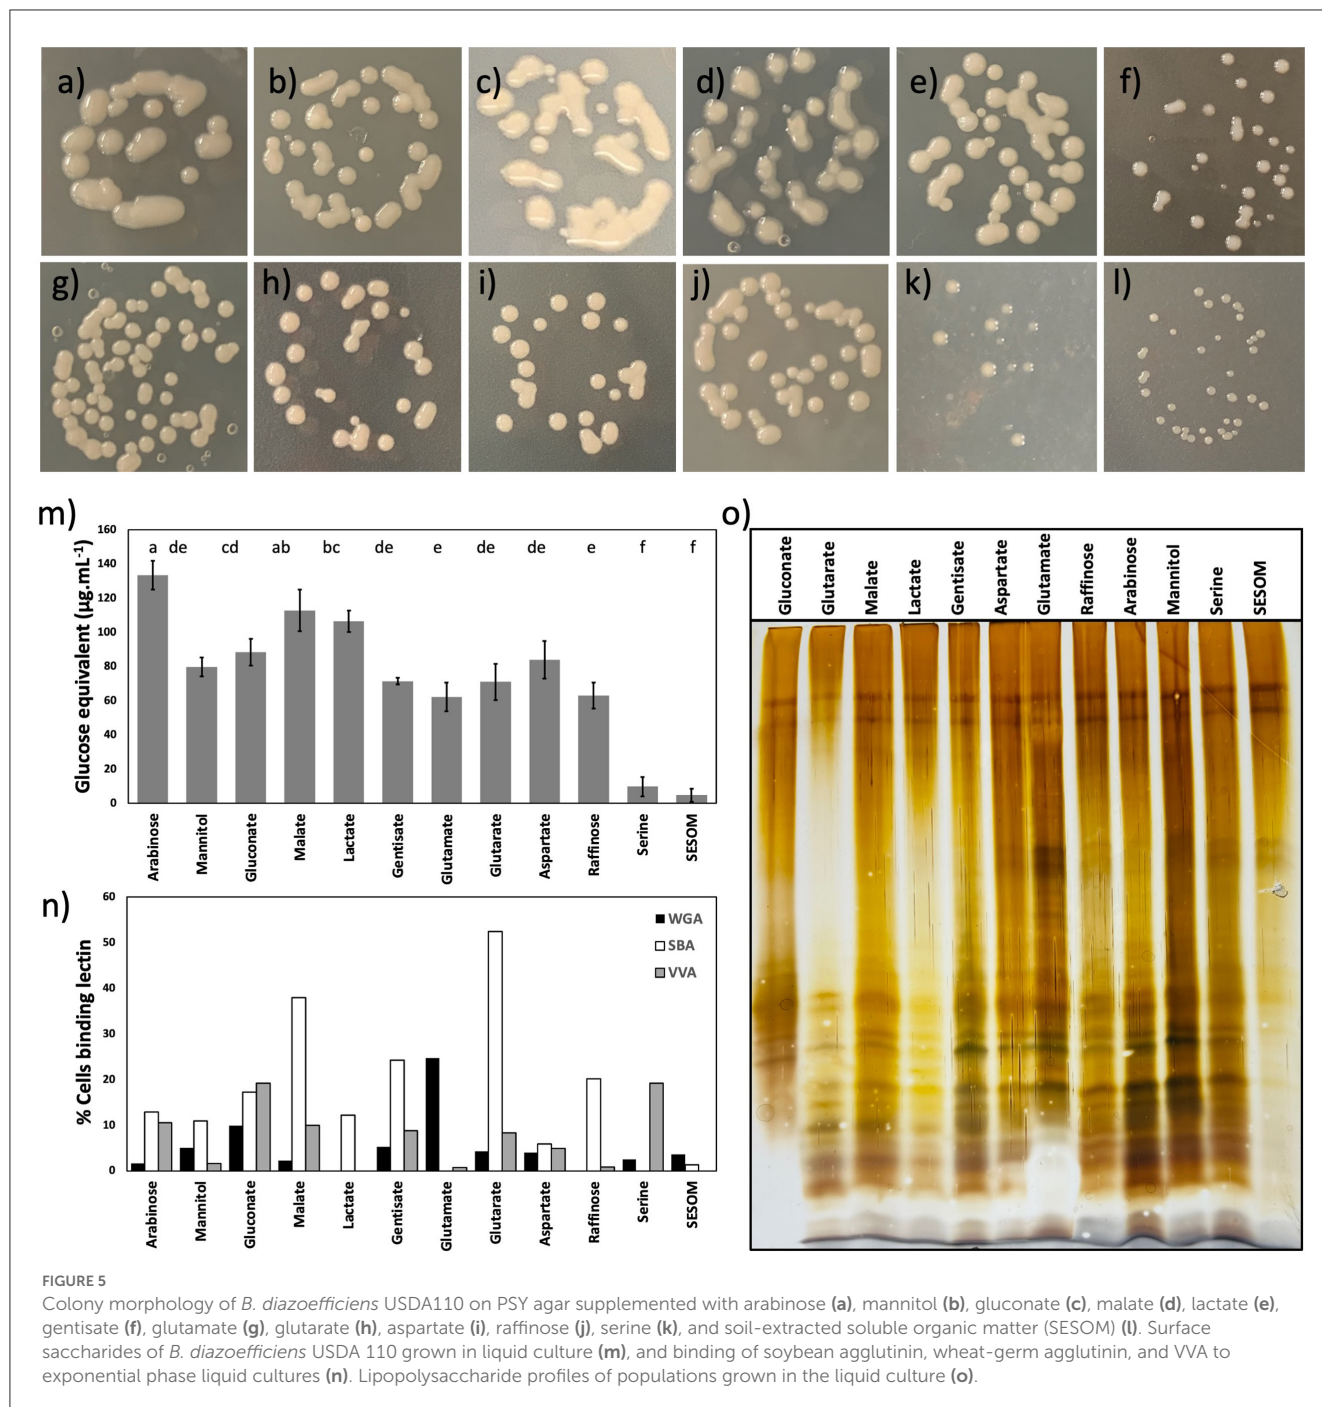 a) b) c) d) e) f)
g) h) i) j) k) l)
m)
Glucose equivalent (µg.mL⁻¹)
160
140
120
100
80
60
40
20
0
a de cd ab bc de e de de e f f
Arabinose
Mannitol
Gluconate
Malate
Lactate
Gentisate
Glutamate
Glutarate
Aspartate
Raffinose
Serine
SESOM
n)
% Cells binding lectin
60
50
40
30
20
10
0
WGA
SBA
VVA
Arabinose
Mannitol
Gluconate
Malate
Lactate
Gentisate
Glutamate
Glutarate
Aspartate
Raffinose
Serine
SESOM
o)
Gluconate
Glutarate
Malate
Lactate
Gentisate
Aspartate
Glutamate
Raffinose
Arabinose
Mannitol
Serine
SESOM
FIGURE 5
Colony morphology of B. diazoefficiens USDA110 on PSY agar supplemented with arabinose (a), mannitol (b), gluconate (c), malate (d), lactate (e),
gentisate (f), glutamate (g), glutarate (h), aspartate (i), raffinose (j), serine (k), and soil-extracted soluble organic matter (SESOM) (l). Surface
saccharides of B. diazoefficiens USDA 110 grown in liquid culture (m), and binding of soybean agglutinin, wheat-germ agglutinin, and VVA to
exponential phase liquid cultures (n). Lipopolysaccharide profiles of populations grown in the liquid culture (o).